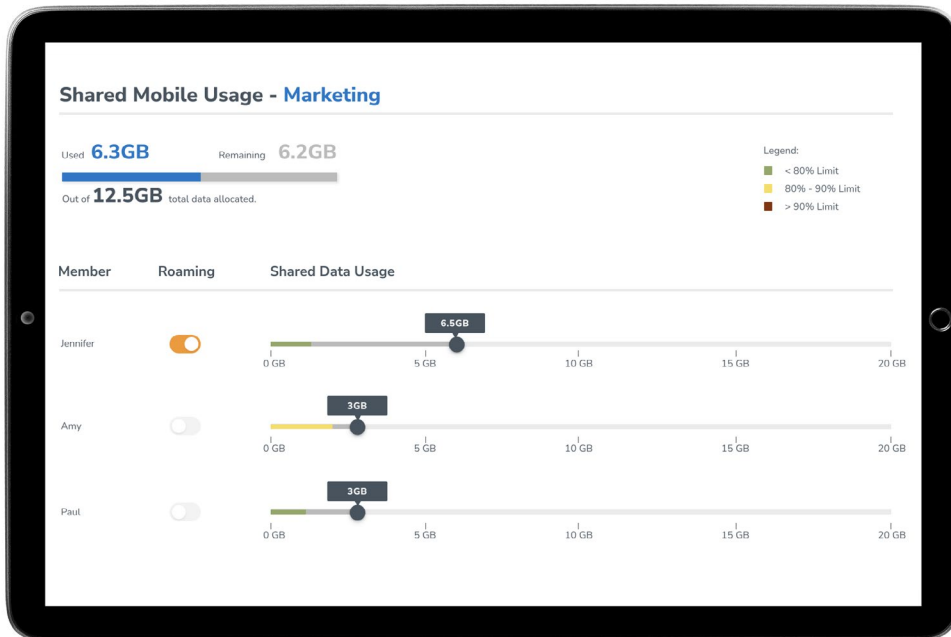 Shared Mobile Usage - Marketing
Used 6.3GB Remaining 6.2GB
Out of 12.5GB total data allocated.
Legend:
< 80% Limit
80% - 90% Limit
> 90% Limit
Member Roaming Shared Data Usage
Jennifer
6.5GB
0 GB 5 GB 10 GB 15 GB 20 GB
Amy
3GB
0 GB 5 GB 10 GB 15 GB 20 GB
Paul
3GB
0 GB 5 GB 10 GB 15 GB 20 GB